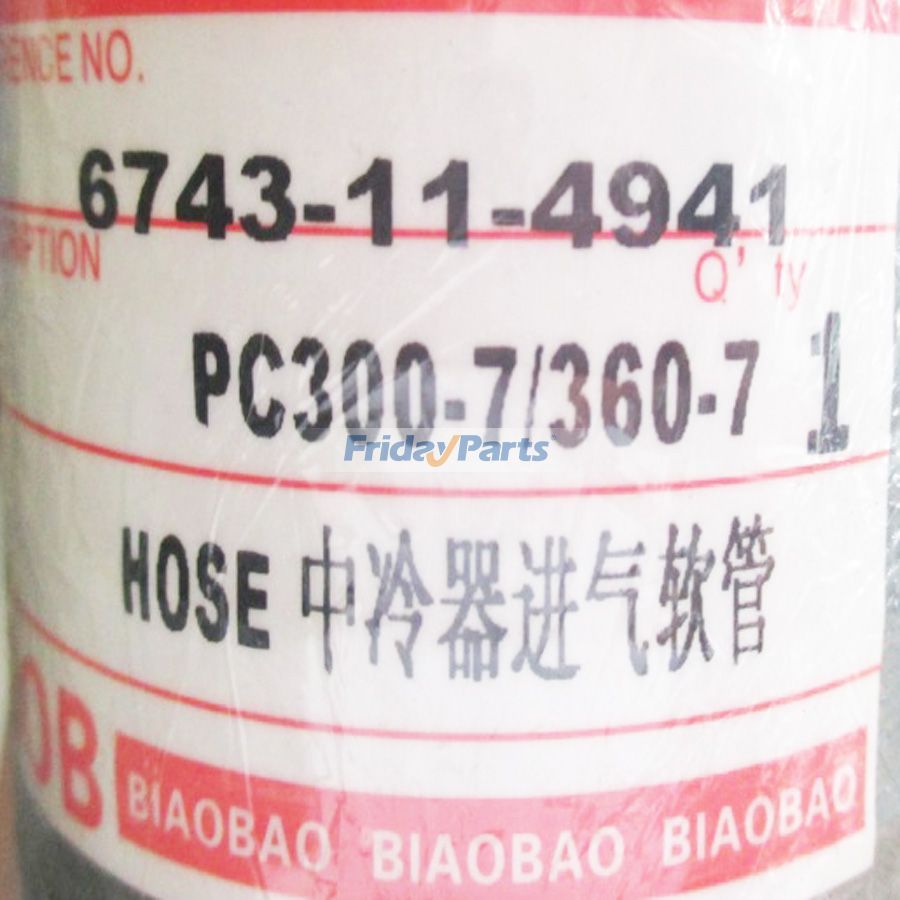 ENCE NO.
6743-11-4941
PTION
Q'ty
PC300-7/360-7 1
FridayParts
HOSE 中冷器进气软管
OB
BIAOBAO BIAOBAO BIAOBAO